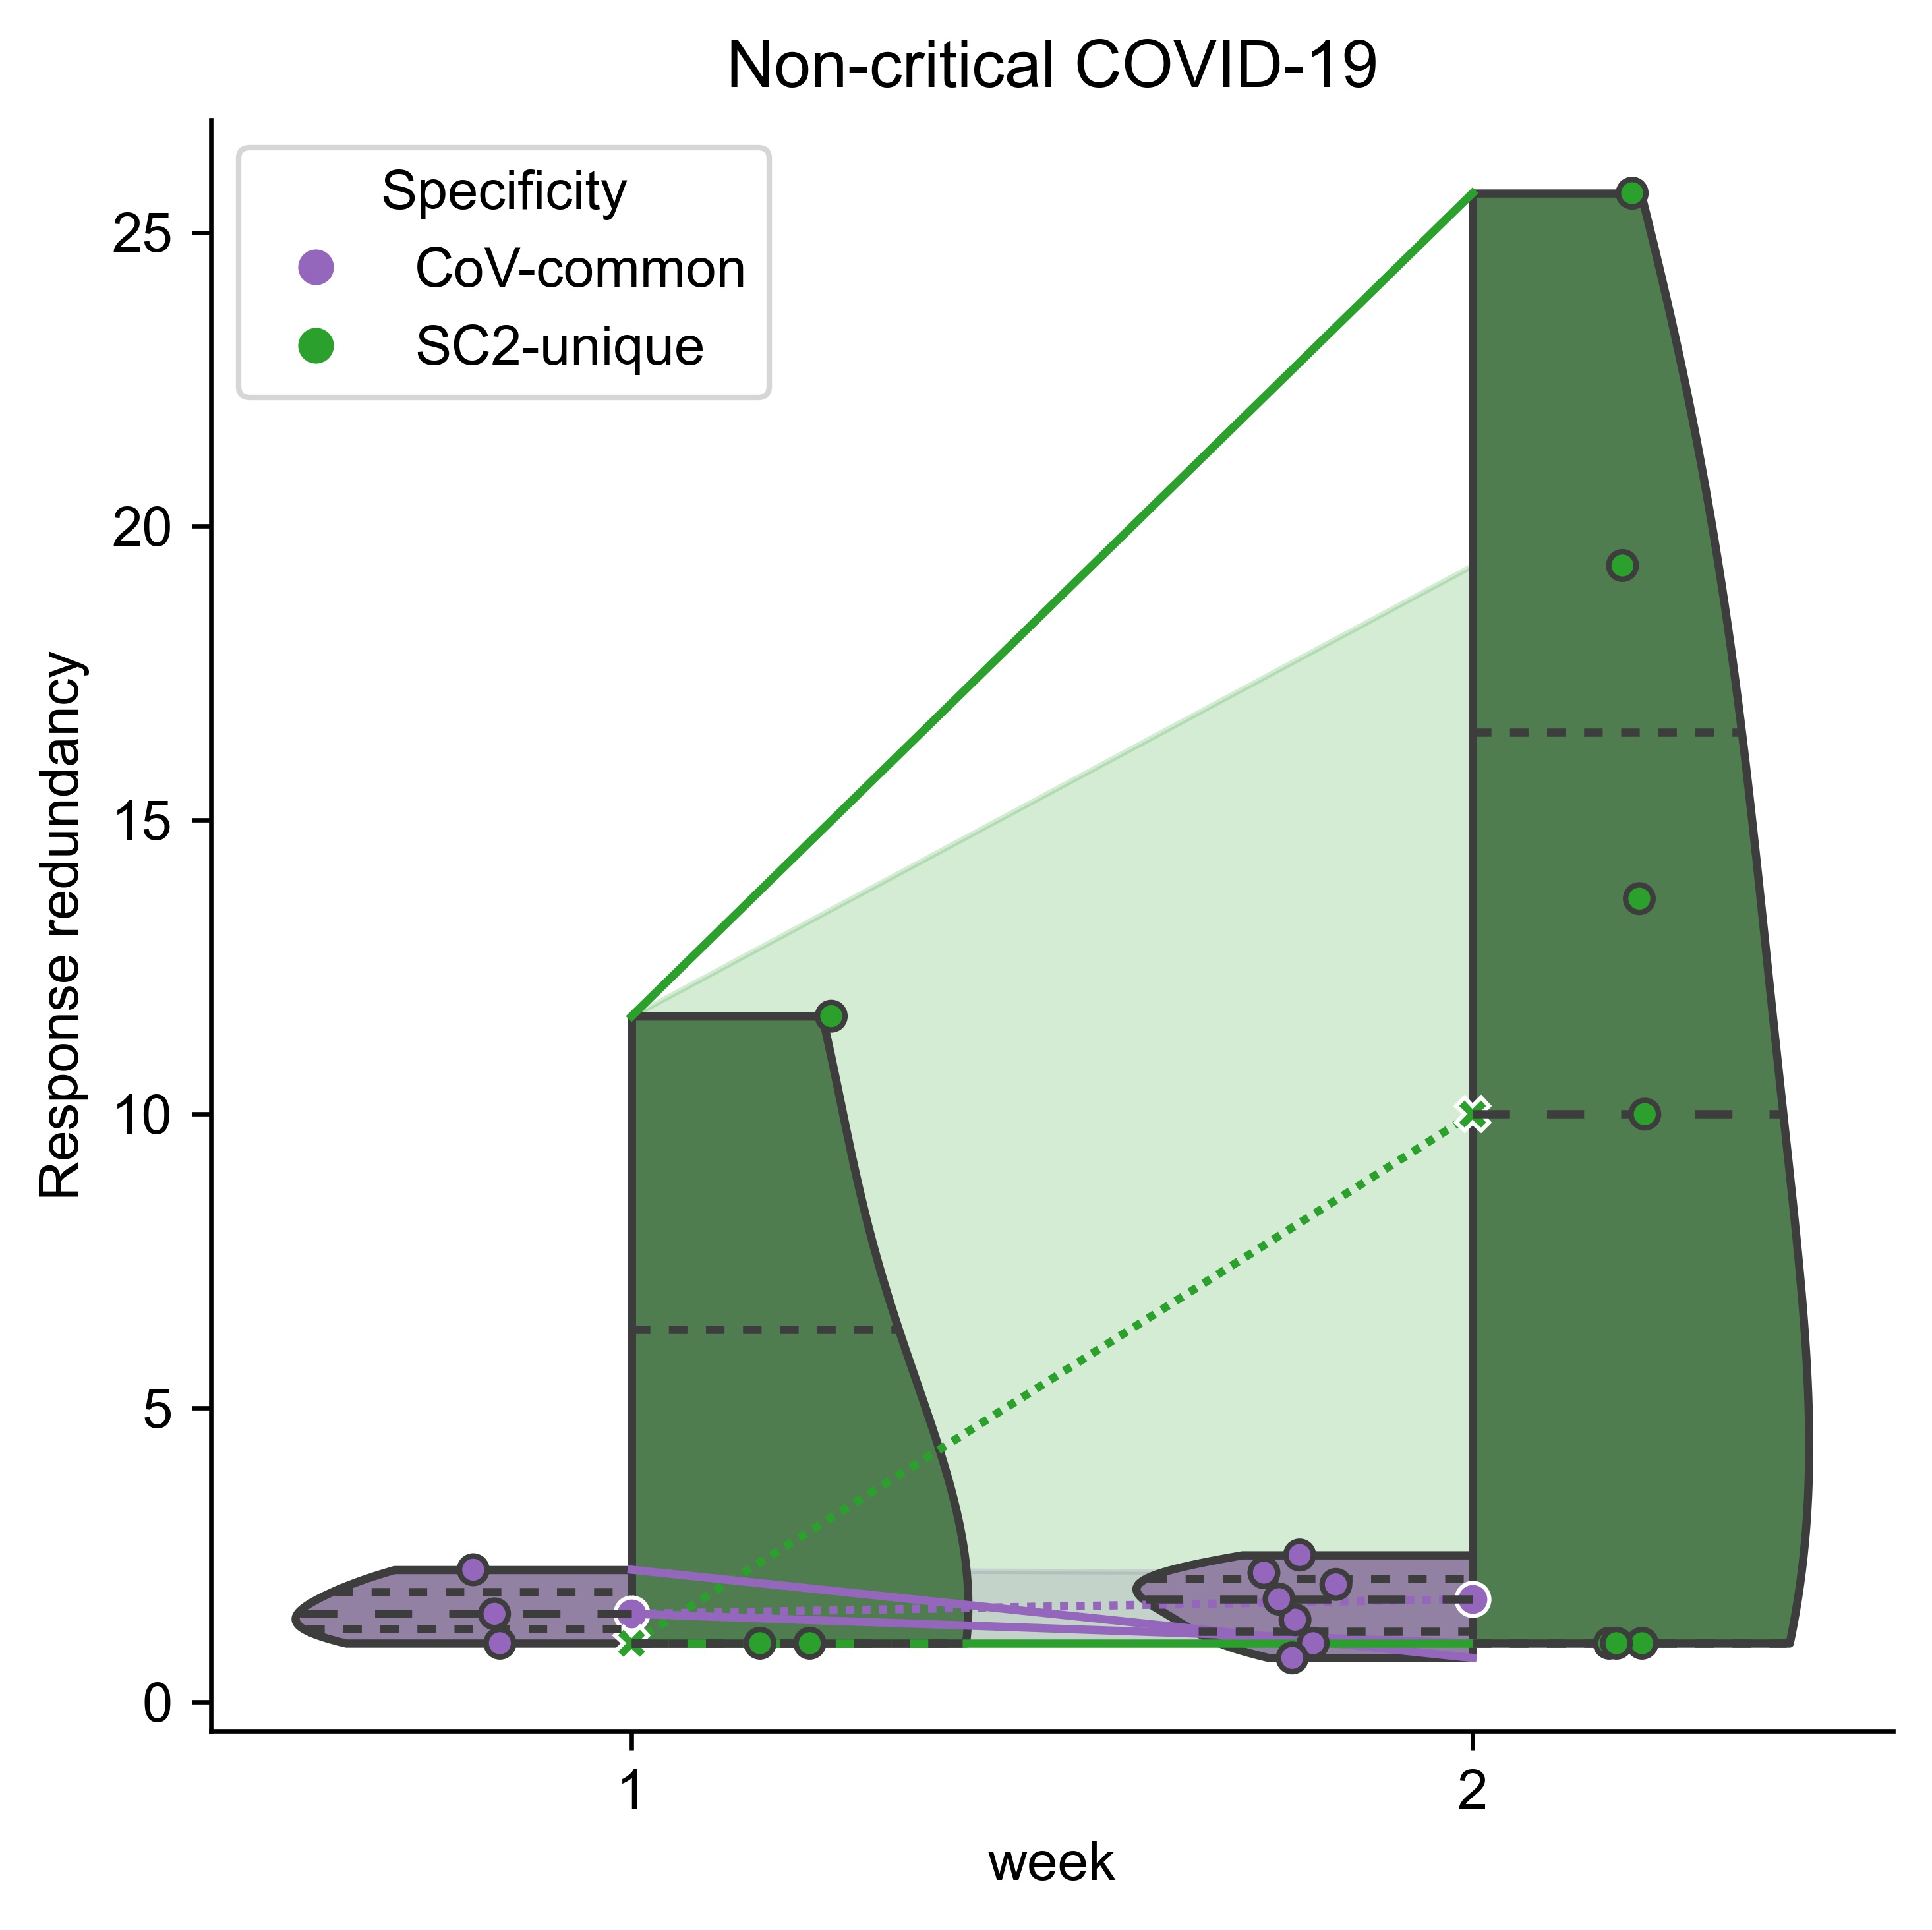 Non-critical COVID-19
Specificity
CoV-common
SC2-unique
Response redundancy
25
20
15
10
5
0
1
2
week